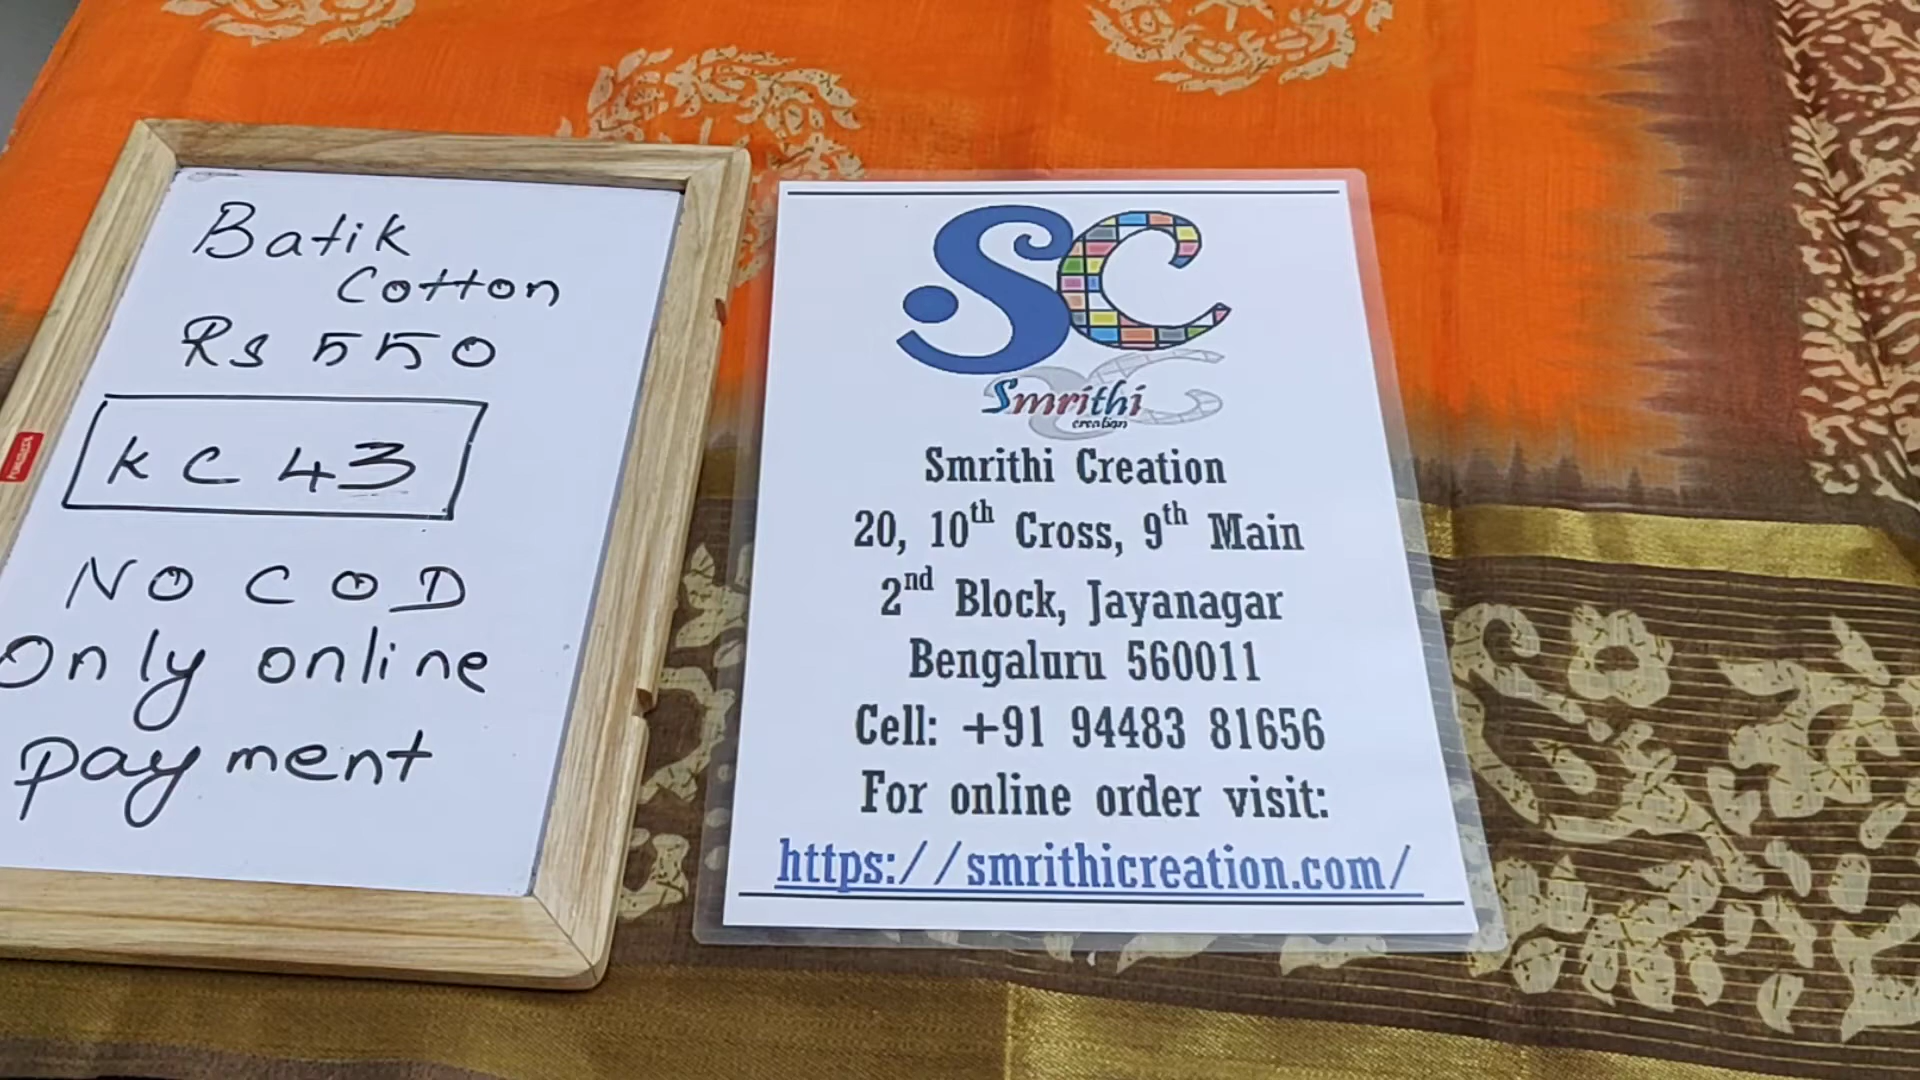 Batik
Cotton
Rs 550
KC 43
NO COD
Only online
payment
SC
Smrithi
creation
Smrithi Creation
20, 10th Cross, 9th Main
2nd Block, Jayanagar
Bengaluru 560011
Cell: +91 94483 81656
For online order visit:
https://smrithicreation.com/